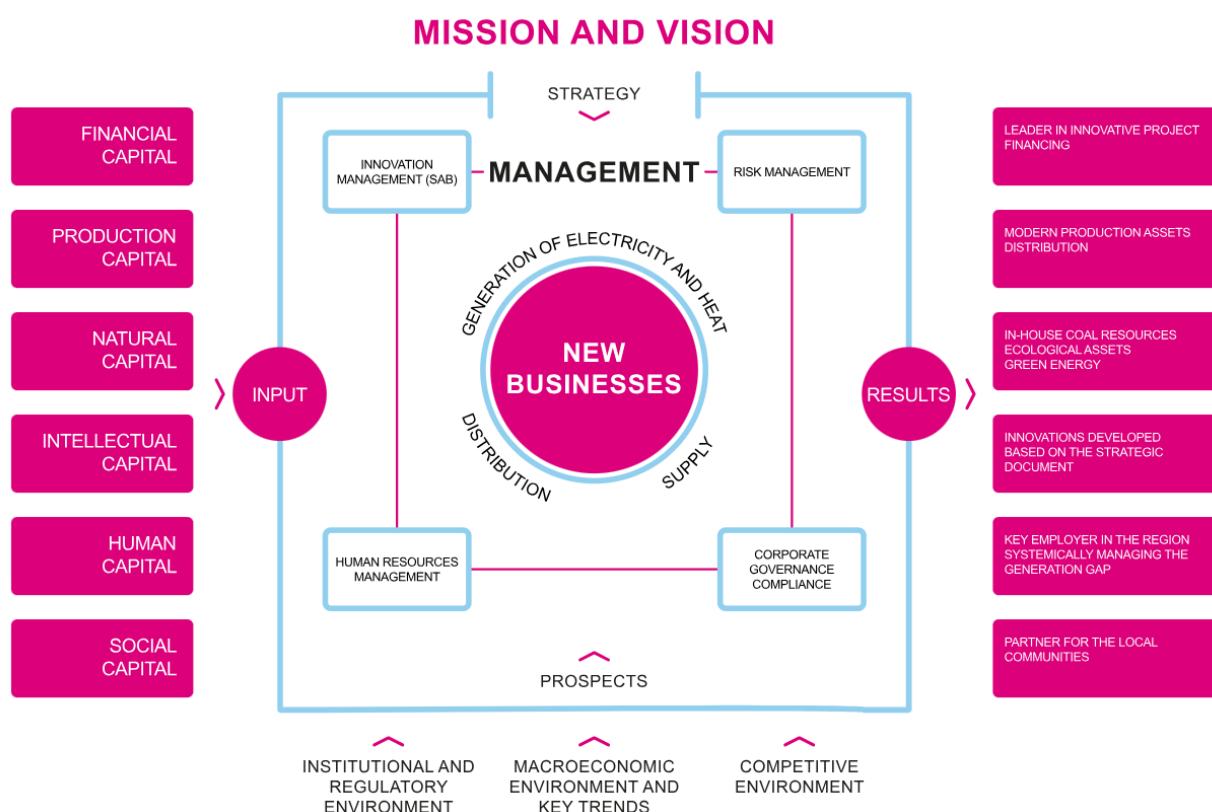 MISSION AND VISION
STRATEGY
FINANCIAL
CAPITAL
PRODUCTION
CAPITAL
NATURAL
CAPITAL
INTELLECTUAL
CAPITAL
HUMAN
CAPITAL
SOCIAL
CAPITAL
INPUT
INNOVATION
MANAGEMENT (SAB)
MANAGEMENT
RISK MANAGEMENT
GENERATION OF ELECTRICITY AND HEAT
NEW
BUSINESSES
DISTRIBUTION
SUPPLY
HUMAN RESOURCES
MANAGEMENT
CORPORATE
GOVERNANCE
COMPLIANCE
PROSPECTS
RESULTS
LEADER IN INNOVATIVE PROJECT
FINANCING
MODERN PRODUCTION ASSETS
DISTRIBUTION
IN-HOUSE COAL RESOURCES
ECOLOGICAL ASSETS
GREEN ENERGY
INNOVATIONS DEVELOPED
BASED ON THE STRATEGIC
DOCUMENT
KEY EMPLOYER IN THE REGION
SYSTEMICALLY MANAGING THE
GENERATION GAP
PARTNER FOR THE LOCAL
COMMUNITIES
INSTITUTIONAL AND
REGULATORY
ENVIRONMENT
MACROECONOMIC
ENVIRONMENT AND
KEY TRENDS
COMPETITIVE
ENVIRONMENT